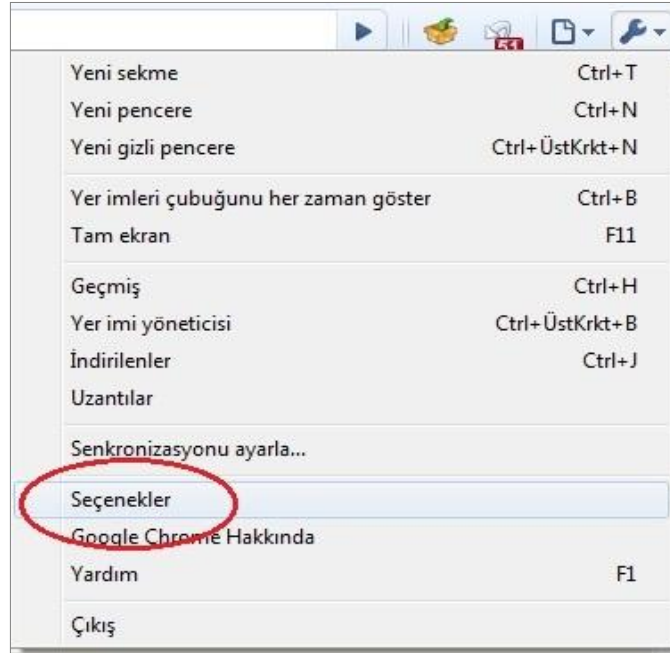 51
Yeni sekme Ctrl+T
Yeni pencere Ctrl+N
Yeni gizli pencere Ctrl+ÜstKrkt+N
Yer imleri çubuğunu her zaman göster Ctrl+B
Tam ekran F11
Geçmiş Ctrl+H
Yer imi yöneticisi Ctrl+ÜstKrkt+B
İndirilenler Ctrl+J
Uzantılar
Senkronizasyonu ayarla...
Seçenekler
Google Chrome Hakkında
Yardım F1
Çıkış